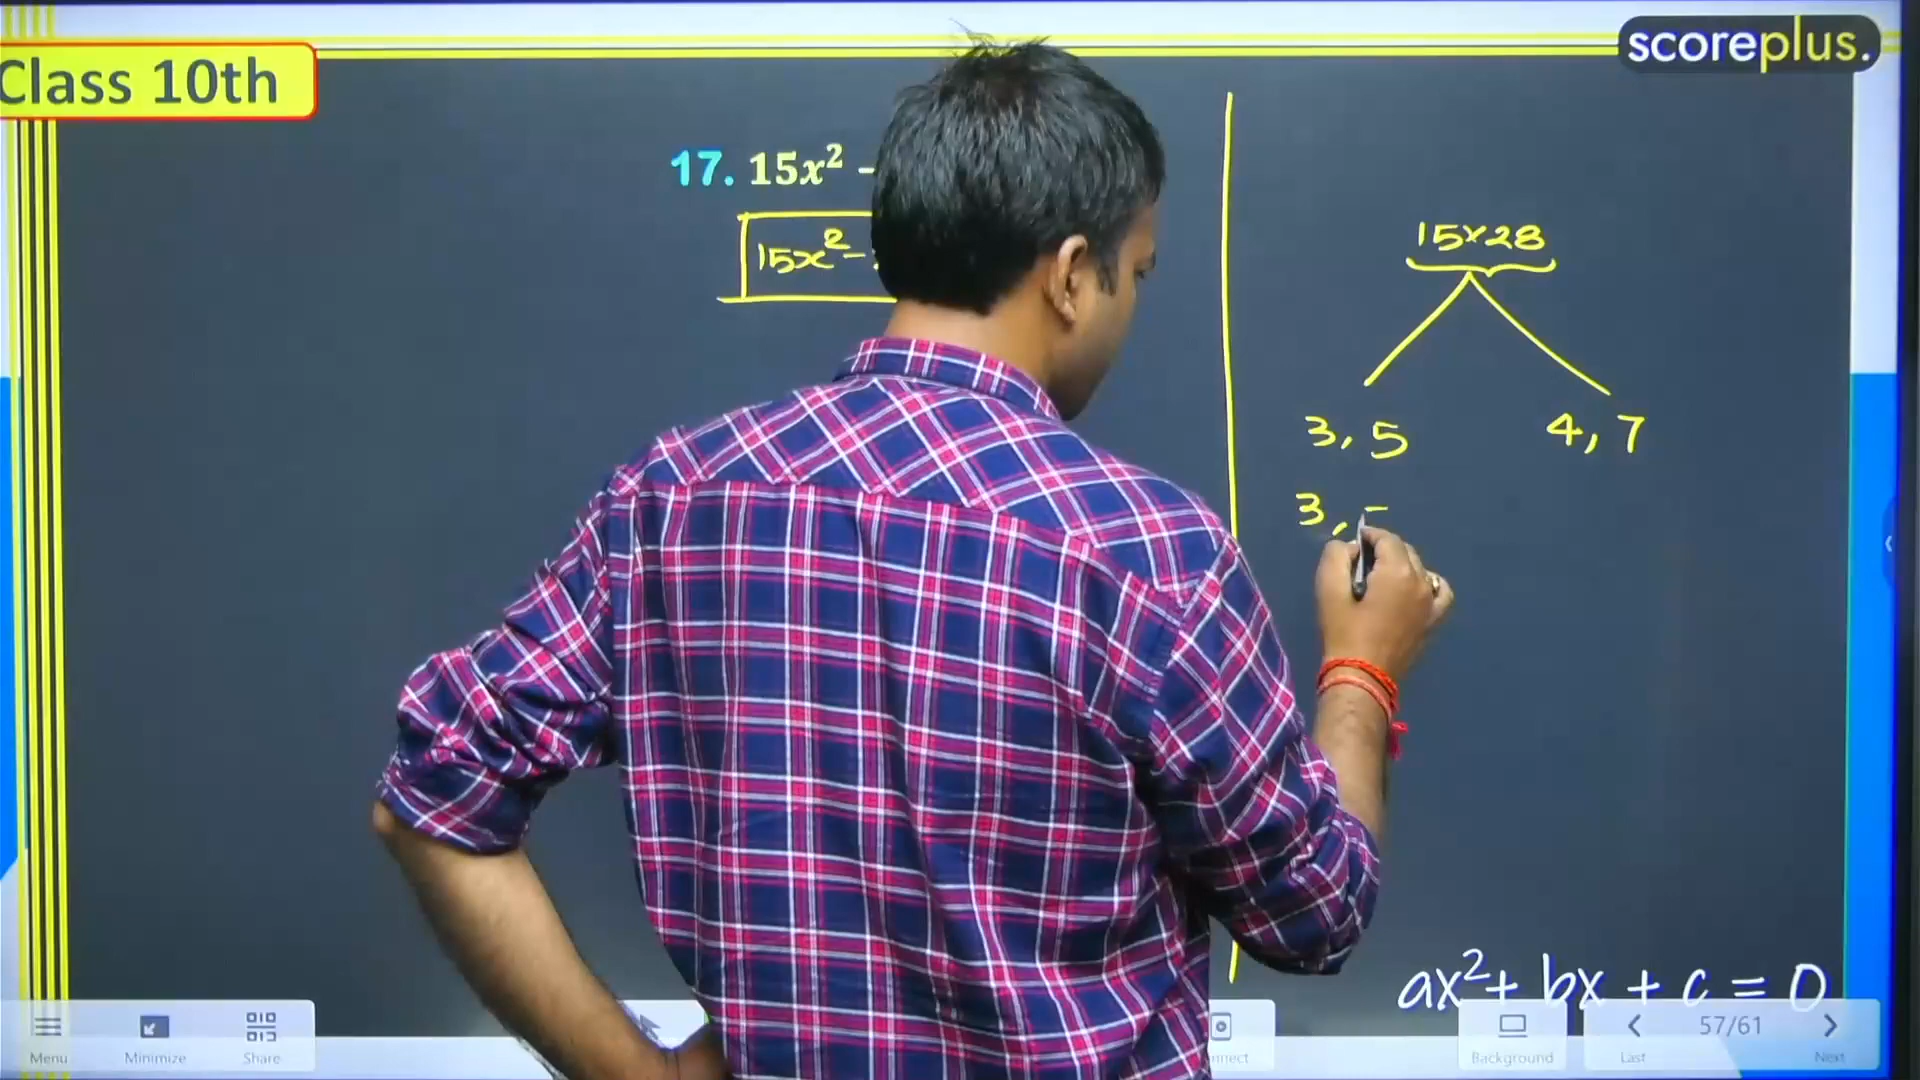 scoreplus.
Class 10th
17. 15x² -
15x² -
15×28
3, 5
4, 7
3,
ax² + bx + c = 0
Menu
Minimize
Share
Background
Last
57/61
Next